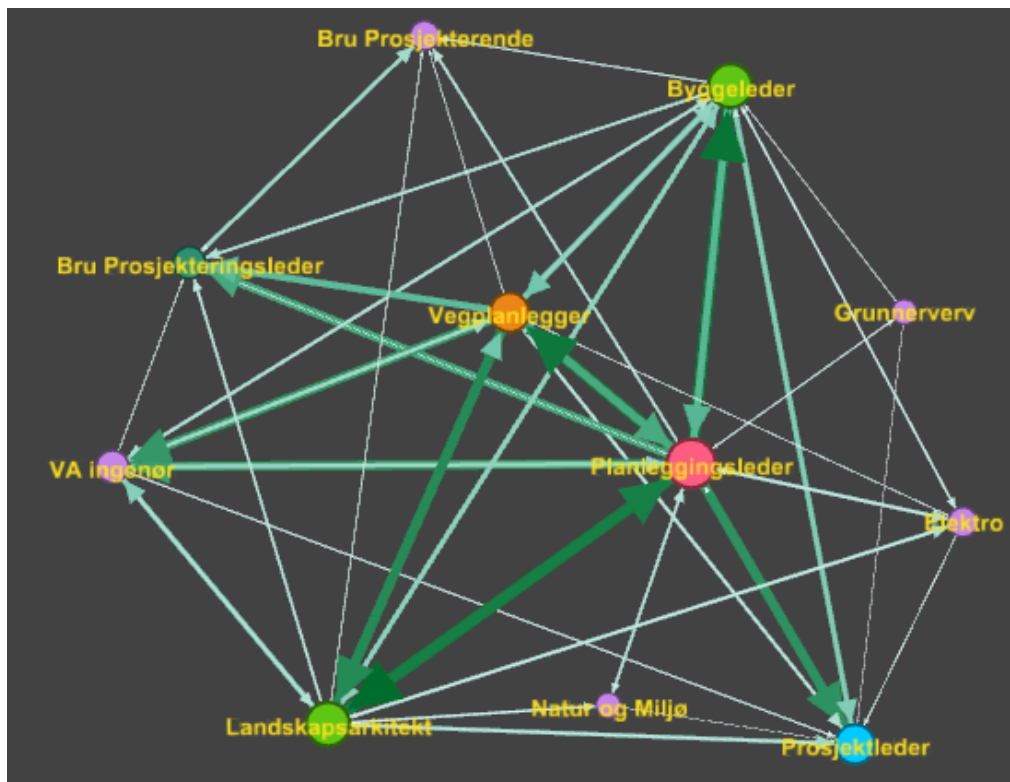 Bru Prosjekterende
Byggeleder
Bru Prosjekteringsleder
Vegplanlegger
Grunnerverv
VA ingenør
Planleggingsleder
Elektro
Natur og Miljø
Landskapsarkitekt
Prosjektleder